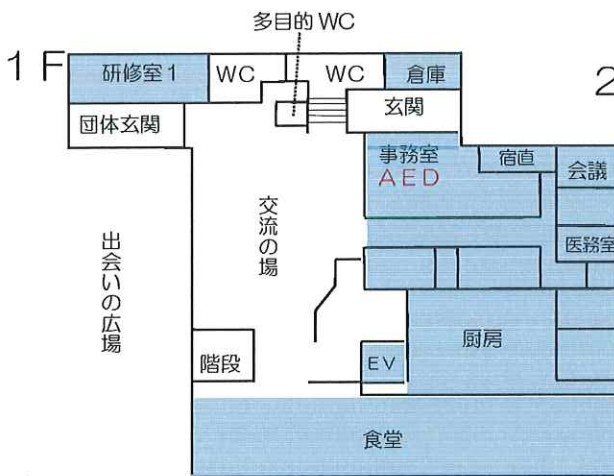 多目的WC
1F
研修室1
WC
WC
倉庫
2
団体玄関
玄関
事務室
AED
宿直
会議
医務室
交流の場
出会いの広場
階段
EV
厨房
食堂